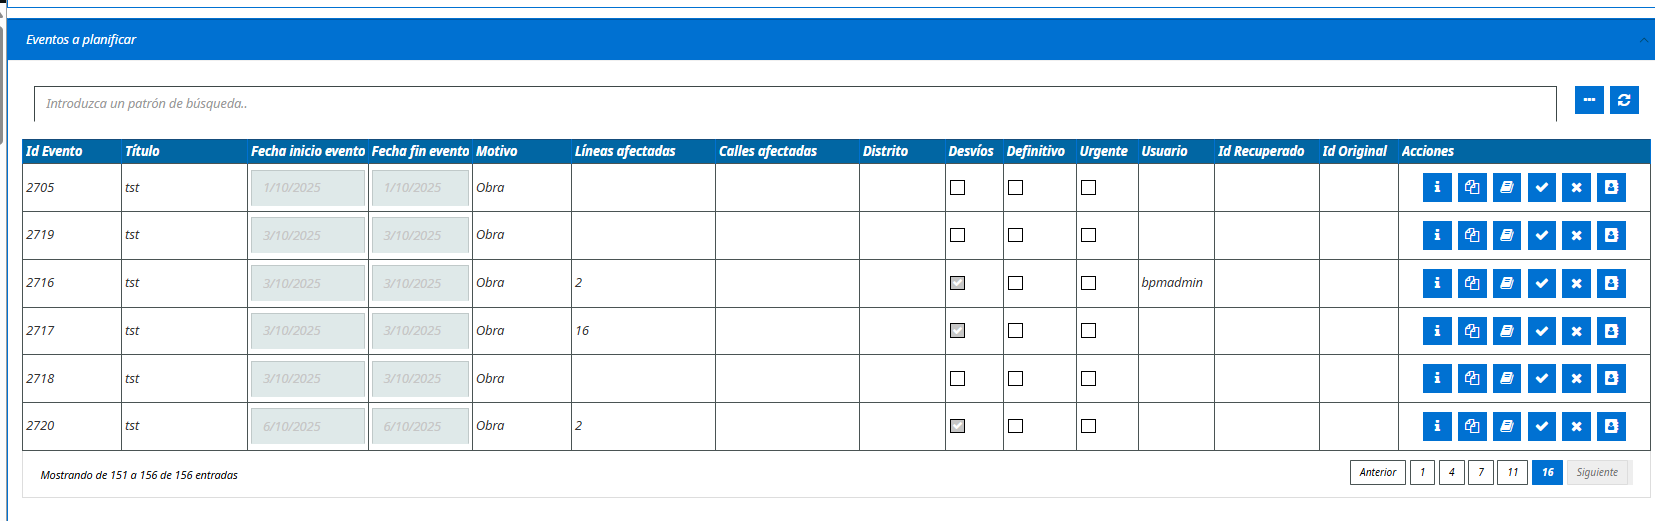 Eventos a planificar
Introduzca un patrón de búsqueda..
Id Evento Título Fecha inicio evento Fecha fin evento Motivo Líneas afectadas Calles afectadas Distrito Desvíos Definitivo Urgente Usuario Id Recuperado Id Original Acciones
2705 tst 1/10/2025 1/10/2025 Obra
2719 tst 3/10/2025 3/10/2025 Obra
2716 tst 3/10/2025 3/10/2025 Obra 2 bpmadmin
2717 tst 3/10/2025 3/10/2025 Obra 16
2718 tst 3/10/2025 3/10/2025 Obra
2720 tst 6/10/2025 6/10/2025 Obra 2
Mostrando de 151 a 156 de 156 entradas Anterior 1 4 7 11 16 Siguiente